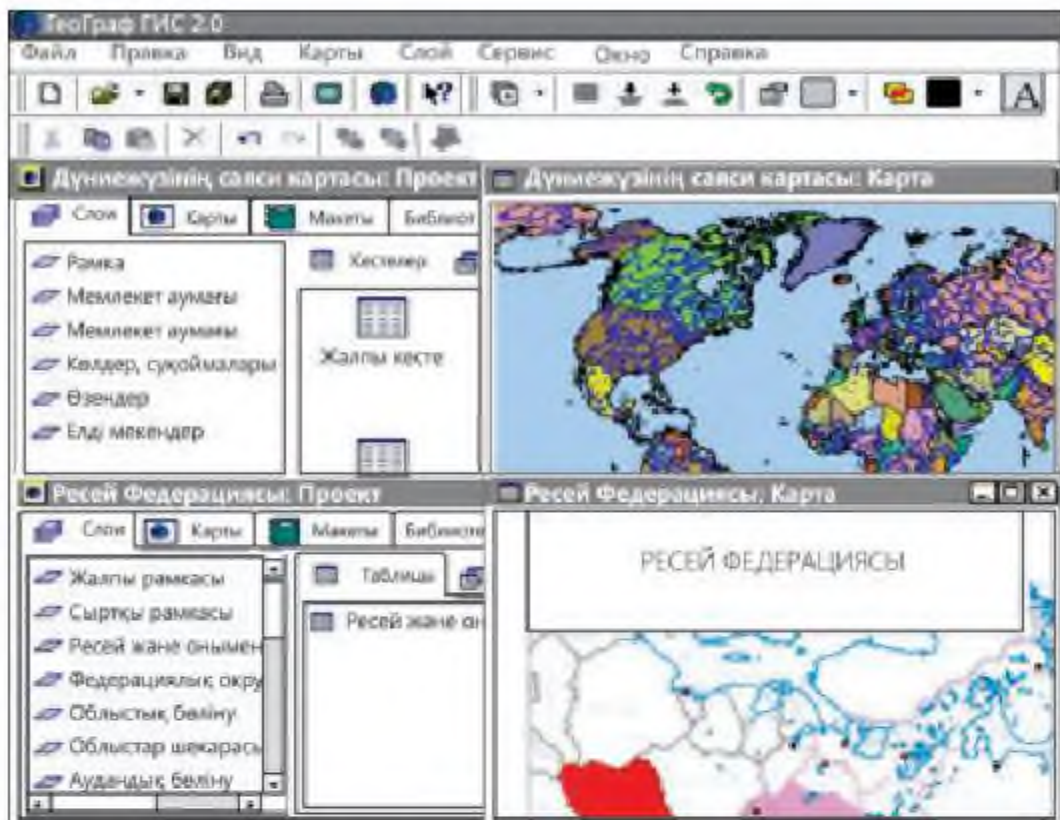 ГеоГраф ГИС 2.0
Файл Правка Вид Карты Слой Сервис Окно Справка
A
Дүниежүзінің саяси картасы: Проект
Слои Карты Макеты Библиот
Рамка
Мемлекет аумағы
Мемлекет аумағы
Көлдер, суқоймалары
Өзендер
Елді мекендер
Кестелер
Жалпы кесте
Дүниежүзінің саяси картасы: Карта
Ресей Федерациясы: Проект
Слои Карты Макеты Библиоте
Жалпы рамкасы
Сыртқы рамкасы
Ресей және онымен
Федерациялық окру
Облыстық бөліну
Облыстар шекарасы
Аудандық бөліну
Таблицы
Ресей және он
Ресей Федерациясы, Карта
РЕСЕЙ ФЕДЕРАЦИЯСЫ